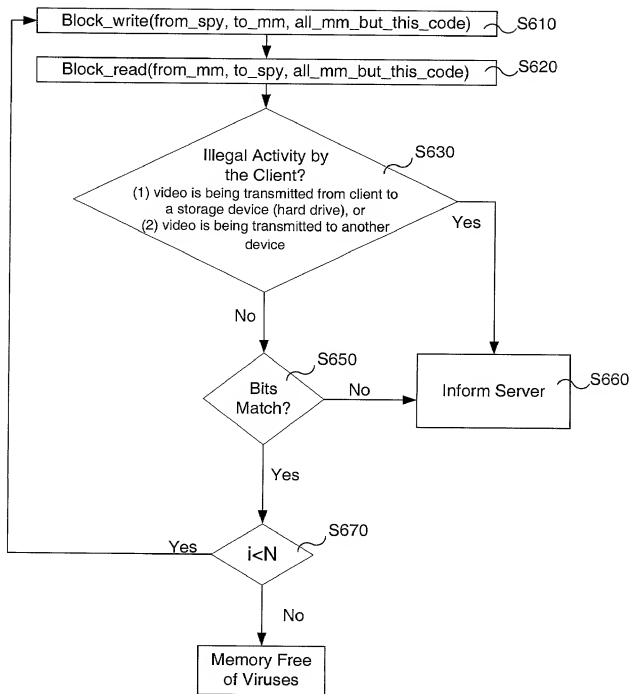 Block_write(from_spy, to_mm, all_mm_but_this_code)
S610
Block_read(from_mm, to_spy, all_mm_but_this_code)
S620
Illegal Activity by
the Client?
(1) video is being transmitted from client to
a storage device (hard drive), or
(2) video is being transmitted to another
device
S630
Yes
No
Bits
Match?
S650
No
Inform Server
S660
Yes
i<N
S670
Yes
No
Memory Free
of Viruses